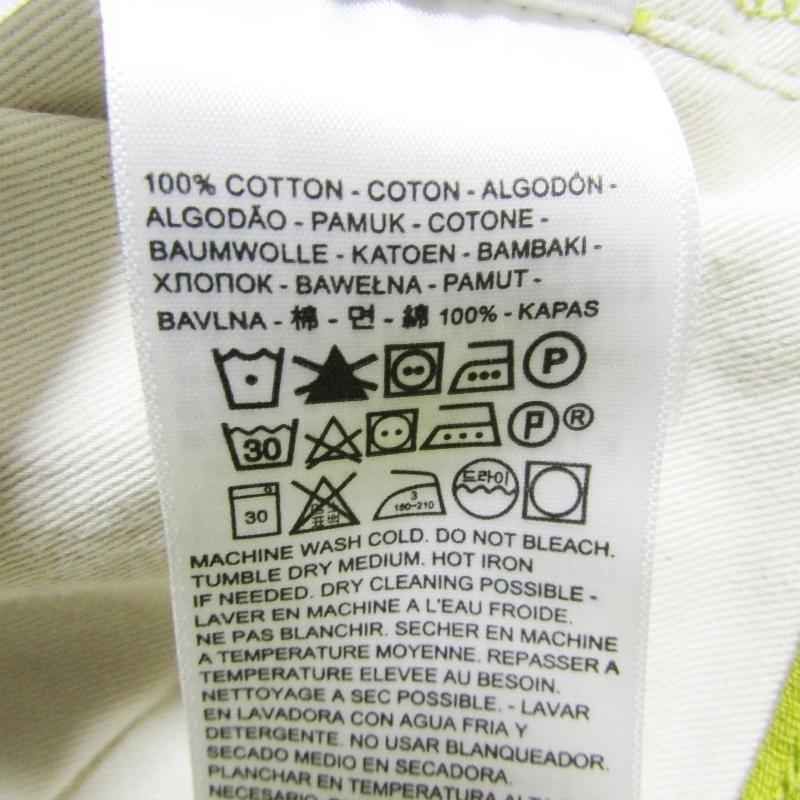 100% COTTON - COTON - ALGODÓN -
ALGODÃO - PAMUK - COTONE -
BAUMWOLLE - KATOEN - BAMBAKI -
ХЛОПОК - BAWEŁNA - PAMUT -
BAVLNA - 棉 - 면 - 綿 100% - KAPAS
P
30 P ®
30 3 180-210 드라이
MACHINE WASH COLD. DO NOT BLEACH.
TUMBLE DRY MEDIUM. HOT IRON
IF NEEDED. DRY CLEANING POSSIBLE -
LAVER EN MACHINE A L'EAU FROIDE.
NE PAS BLANCHIR. SECHER EN MACHINE
A TEMPERATURE MOYENNE. REPASSER A
TEMPERATURE ELEVEE AU BESOIN.
NETTOYAGE A SEC POSSIBLE. - LAVAR
EN LAVADORA CON AGUA FRIA Y
DETERGENTE. NO USAR BLANQUEADOR.
SECADO MEDIO EN SECADORA.
PLANCHAR EN TEMPERATURA ALTA
NECESARIO.